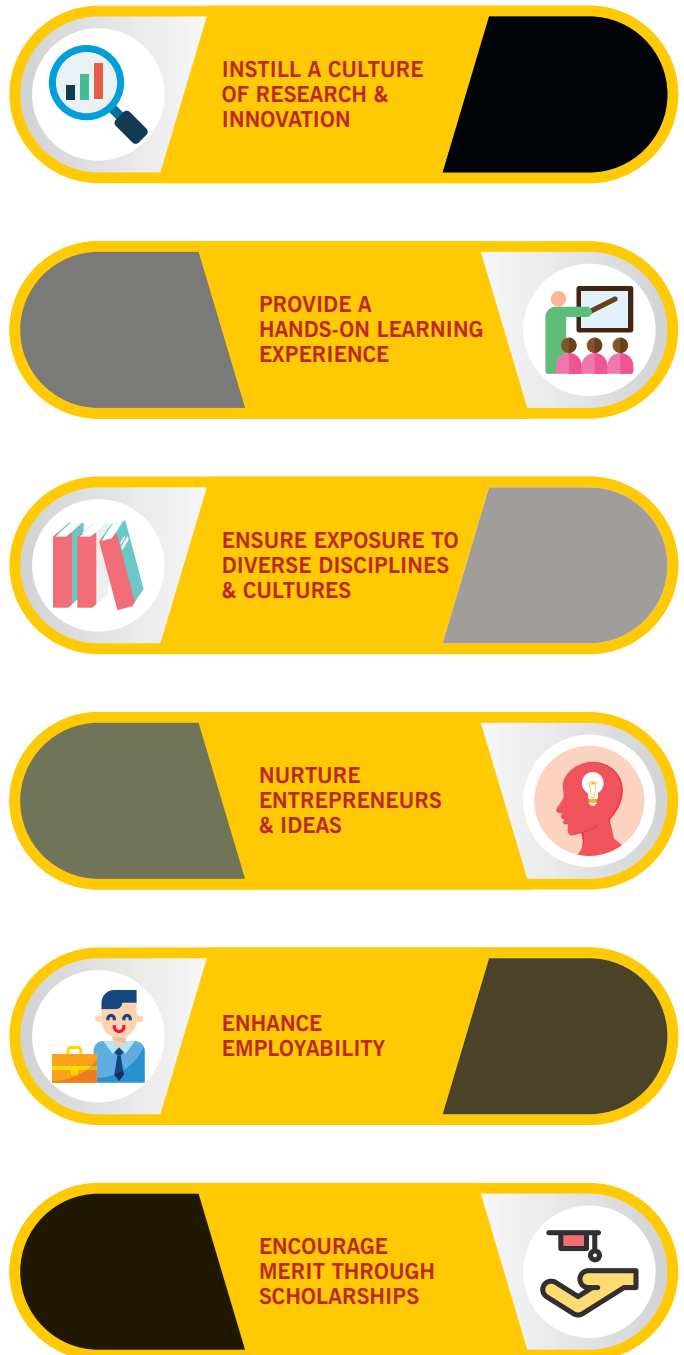 INSTILL A CULTURE
OF RESEARCH &
INNOVATION
PROVIDE A
HANDS-ON LEARNING
EXPERIENCE
ENSURE EXPOSURE TO
DIVERSE DISCIPLINES
& CULTURES
NURTURE
ENTREPRENEURS
& IDEAS
ENHANCE
EMPLOYABILITY
ENCOURAGE
MERIT THROUGH
SCHOLARSHIPS